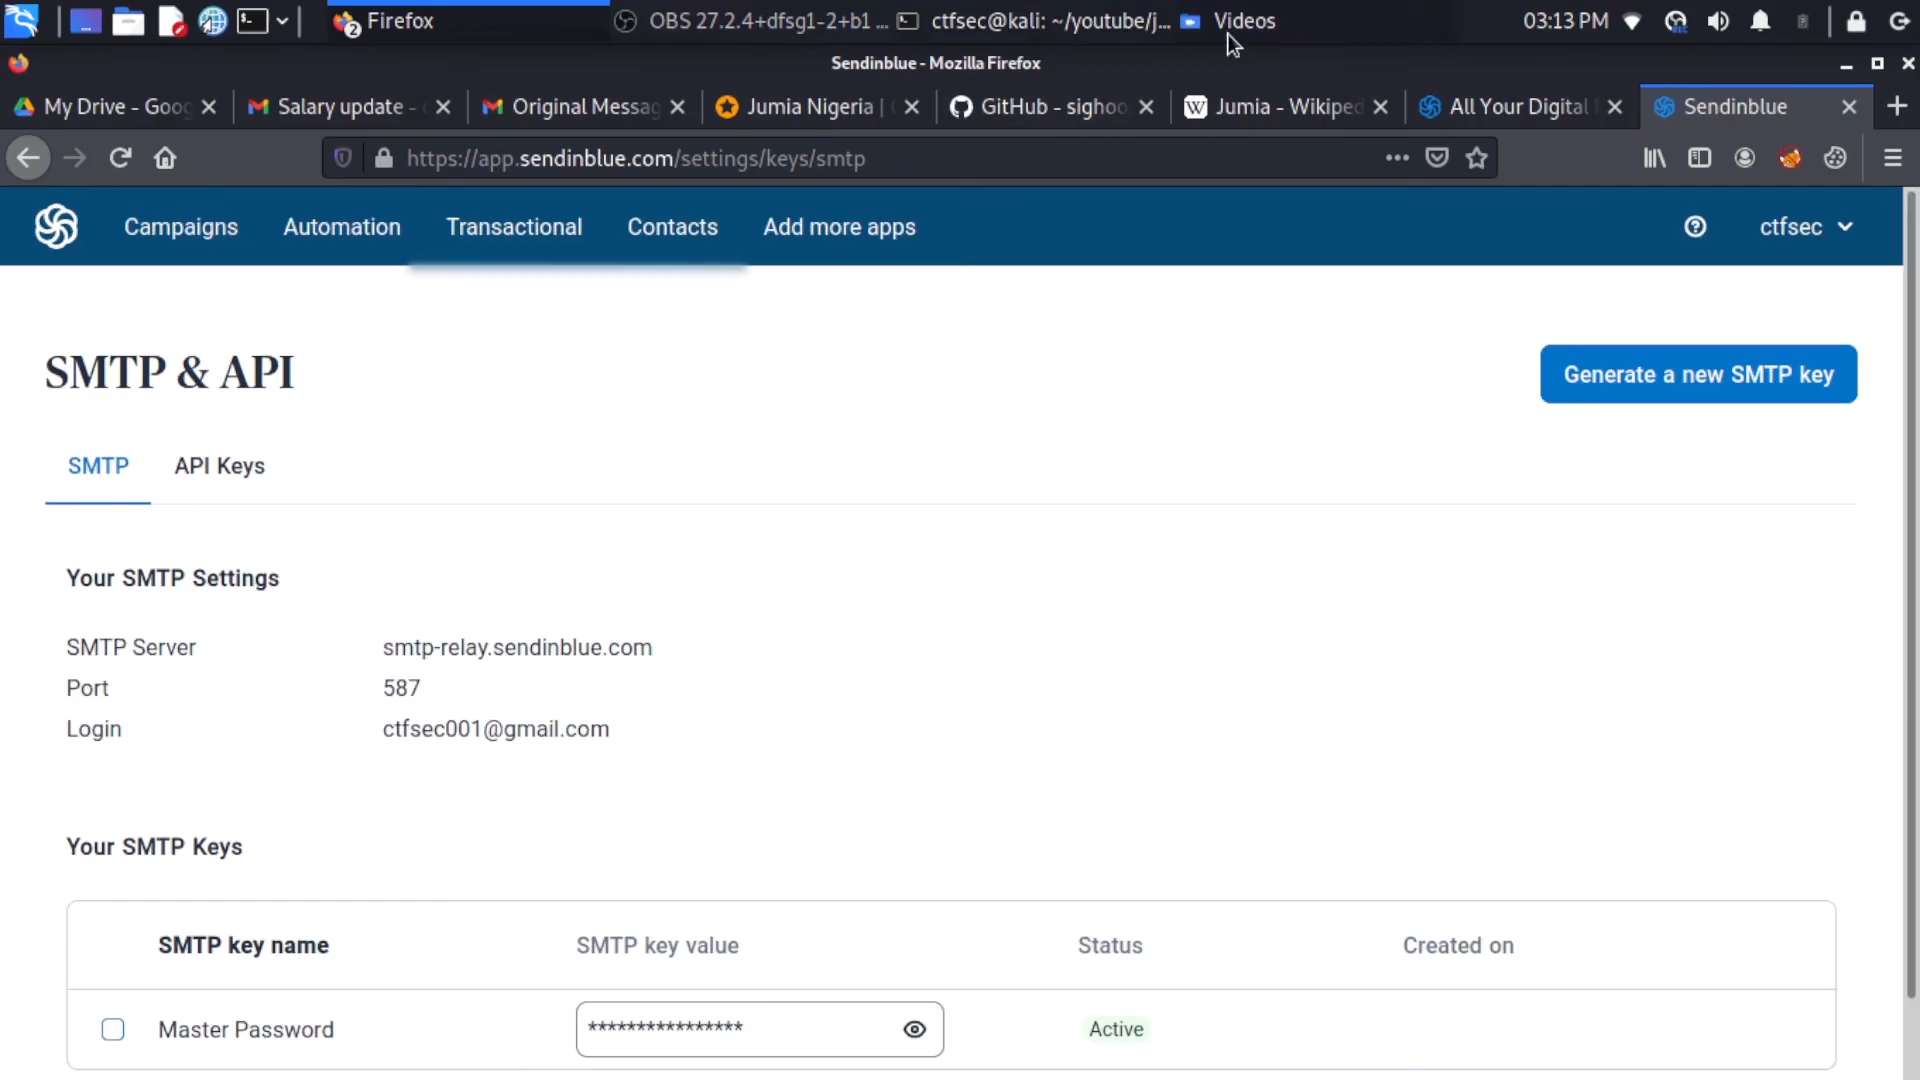 Firefox
2
OBS 27.2.4+dfsg1-2+b1 ...
ctfsec@kali: ~/youtube/j...
Videos
03:13 PM
Sendinblue - Mozilla Firefox
My Drive - Goog
Salary update -
Original Messag
Jumia Nigeria |
GitHub - sighoo
Jumia - Wikiped
All Your Digital
Sendinblue
https://app.sendinblue.com/settings/keys/smtp
Campaigns
Automation
Transactional
Contacts
Add more apps
ctfsec
SMTP & API
Generate a new SMTP key
SMTP
API Keys
Your SMTP Settings
SMTP Server smtp-relay.sendinblue.com
Port 587
Login ctfsec001@gmail.com
Your SMTP Keys
SMTP key name SMTP key value Status Created on
Master Password **************** Active